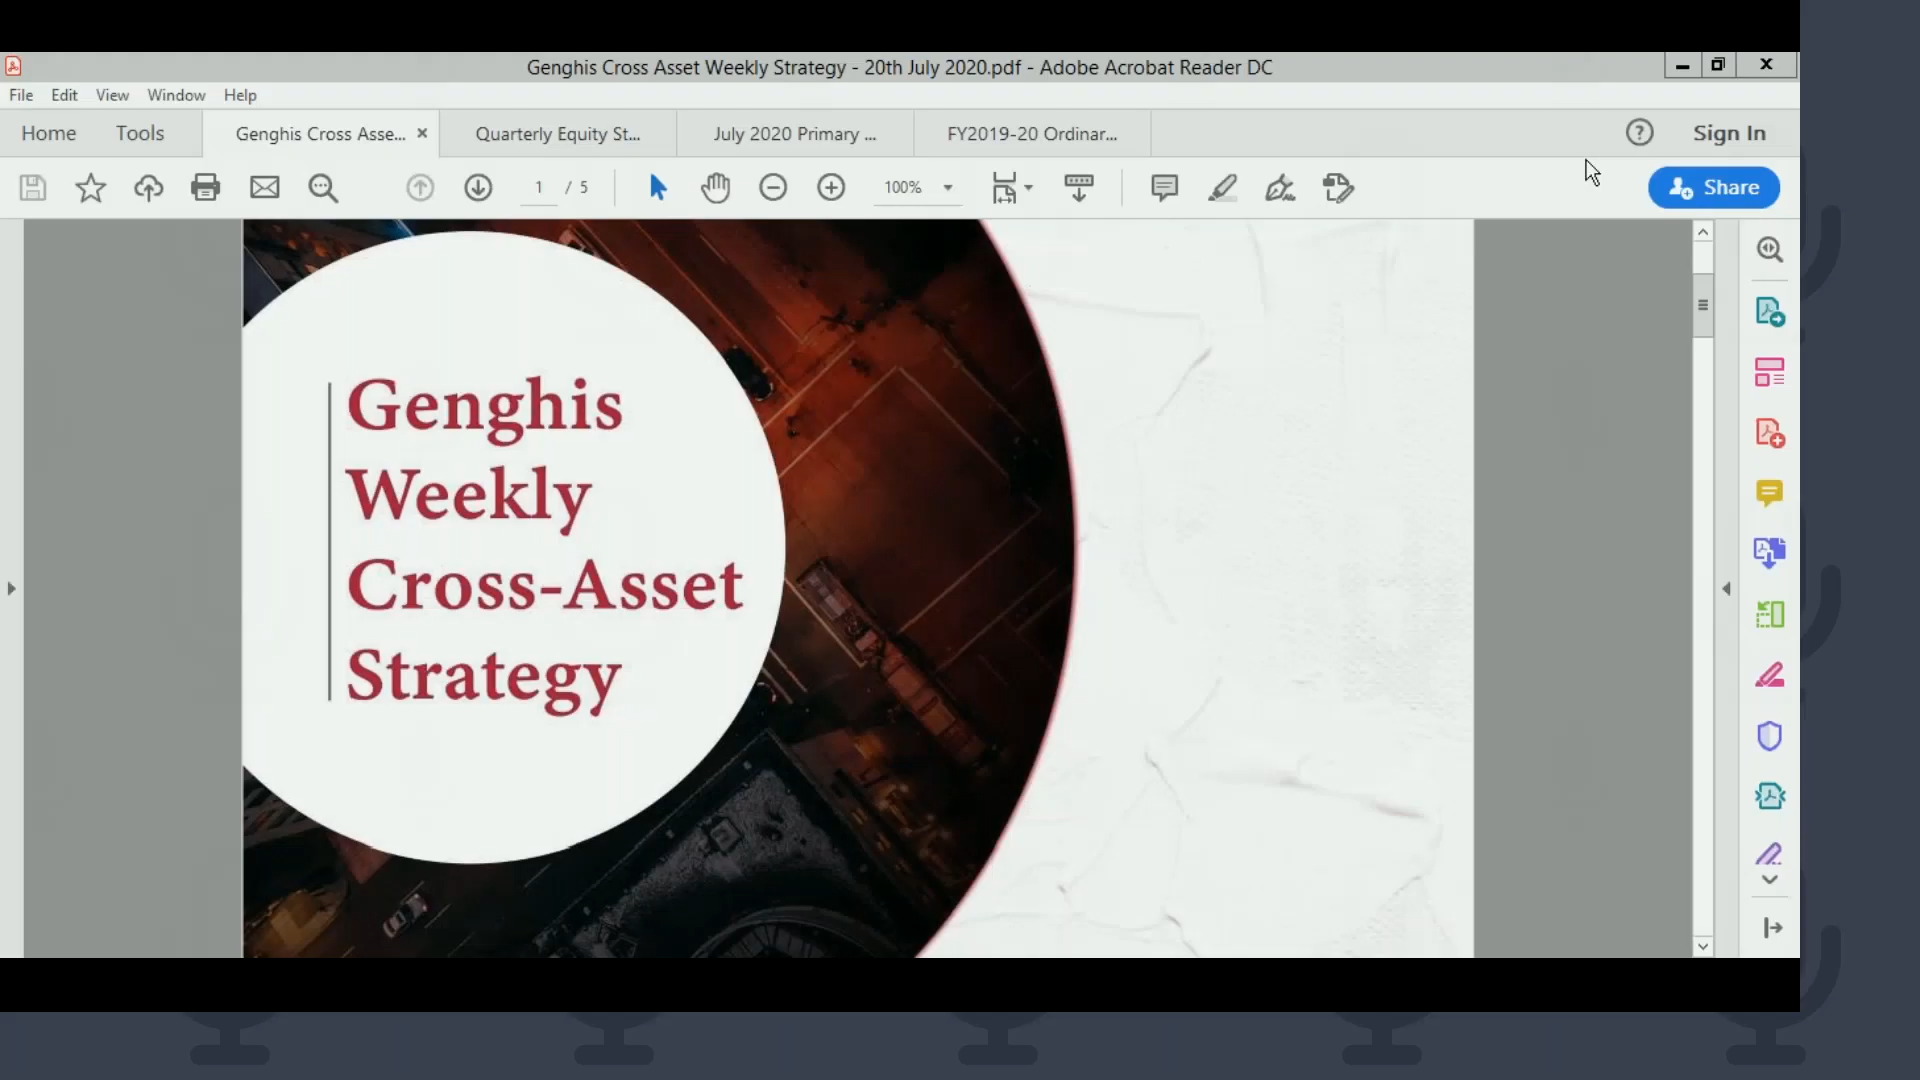 Genghis Cross Asset Weekly Strategy - 20th July 2020.pdf - Adobe Acrobat Reader DC
File Edit View Window Help
Home Tools Genghis Cross Asse... Quarterly Equity St... July 2020 Primary ... FY2019-20 Ordinar... Sign In
1 / 5 100% Share
Genghis
Weekly
Cross-Asset
Strategy